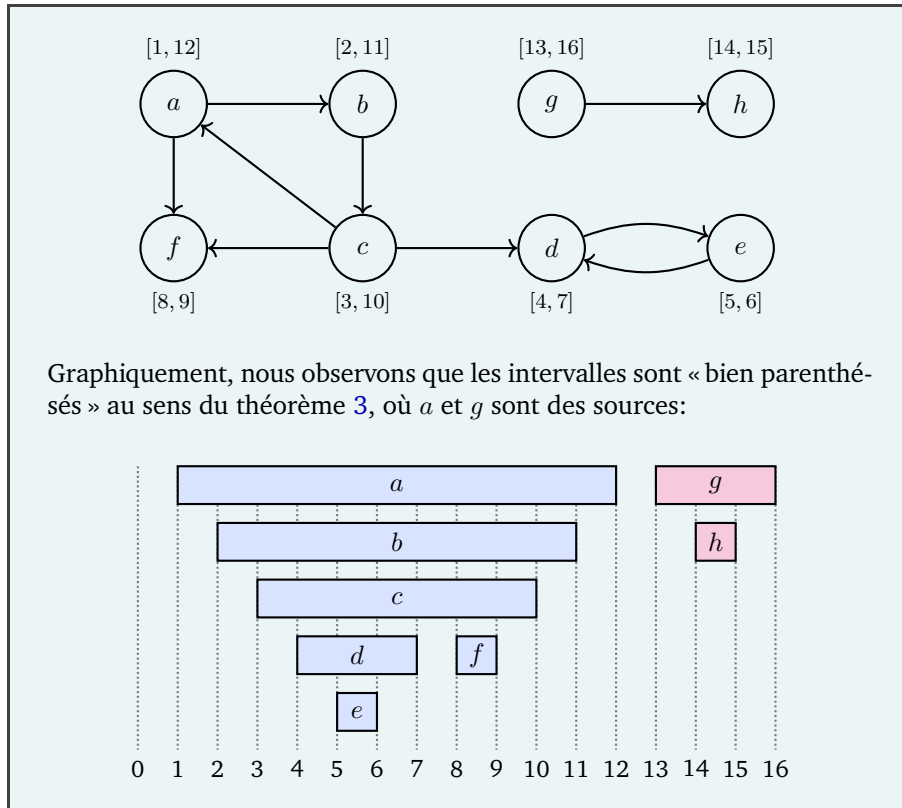 [1, 12] [2, 11] [13, 16] [14, 15]
a b g h
f c d e
[8, 9] [3, 10] [4, 7] [5, 6]
Graphiquement, nous observons que les intervalles sont « bien parenthé-
sés » au sens du théorème 3, où a et g sont des sources:
a g
b h
c
d f
e
0 1 2 3 4 5 6 7 8 9 10 11 12 13 14 15 16